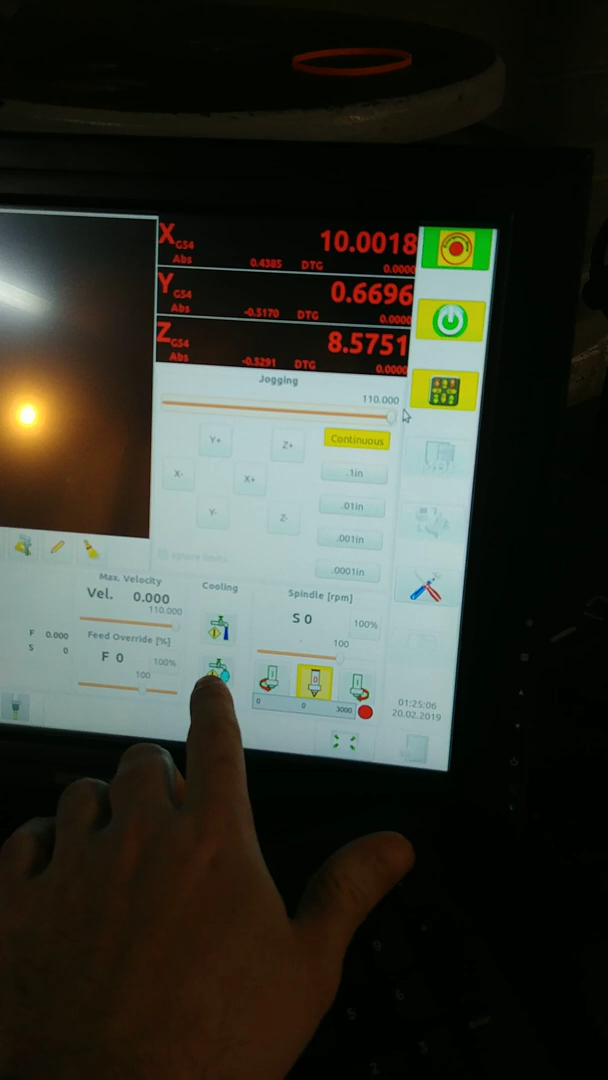 X G54 10.0018
Abs 0.4385 DTG 0.0000
Y G54 0.6696
Abs -0.5170 DTG 0.0000
Z G54 8.5751
Abs -0.5291 DTG 0.0000
Jogging
110.000
Y+ Z+ Continuous
X- X+ .1in
.01in
Y- Z- .001in
.0001in
ignore limits
Max. Velocity
Vel. 0.000
110.000
Cooling
Spindle [rpm]
S 0 100%
100
Feed Override [%]
F 0.000
S 0
F 0 100%
100
0 0 3000
01:25:06
20.02.2019